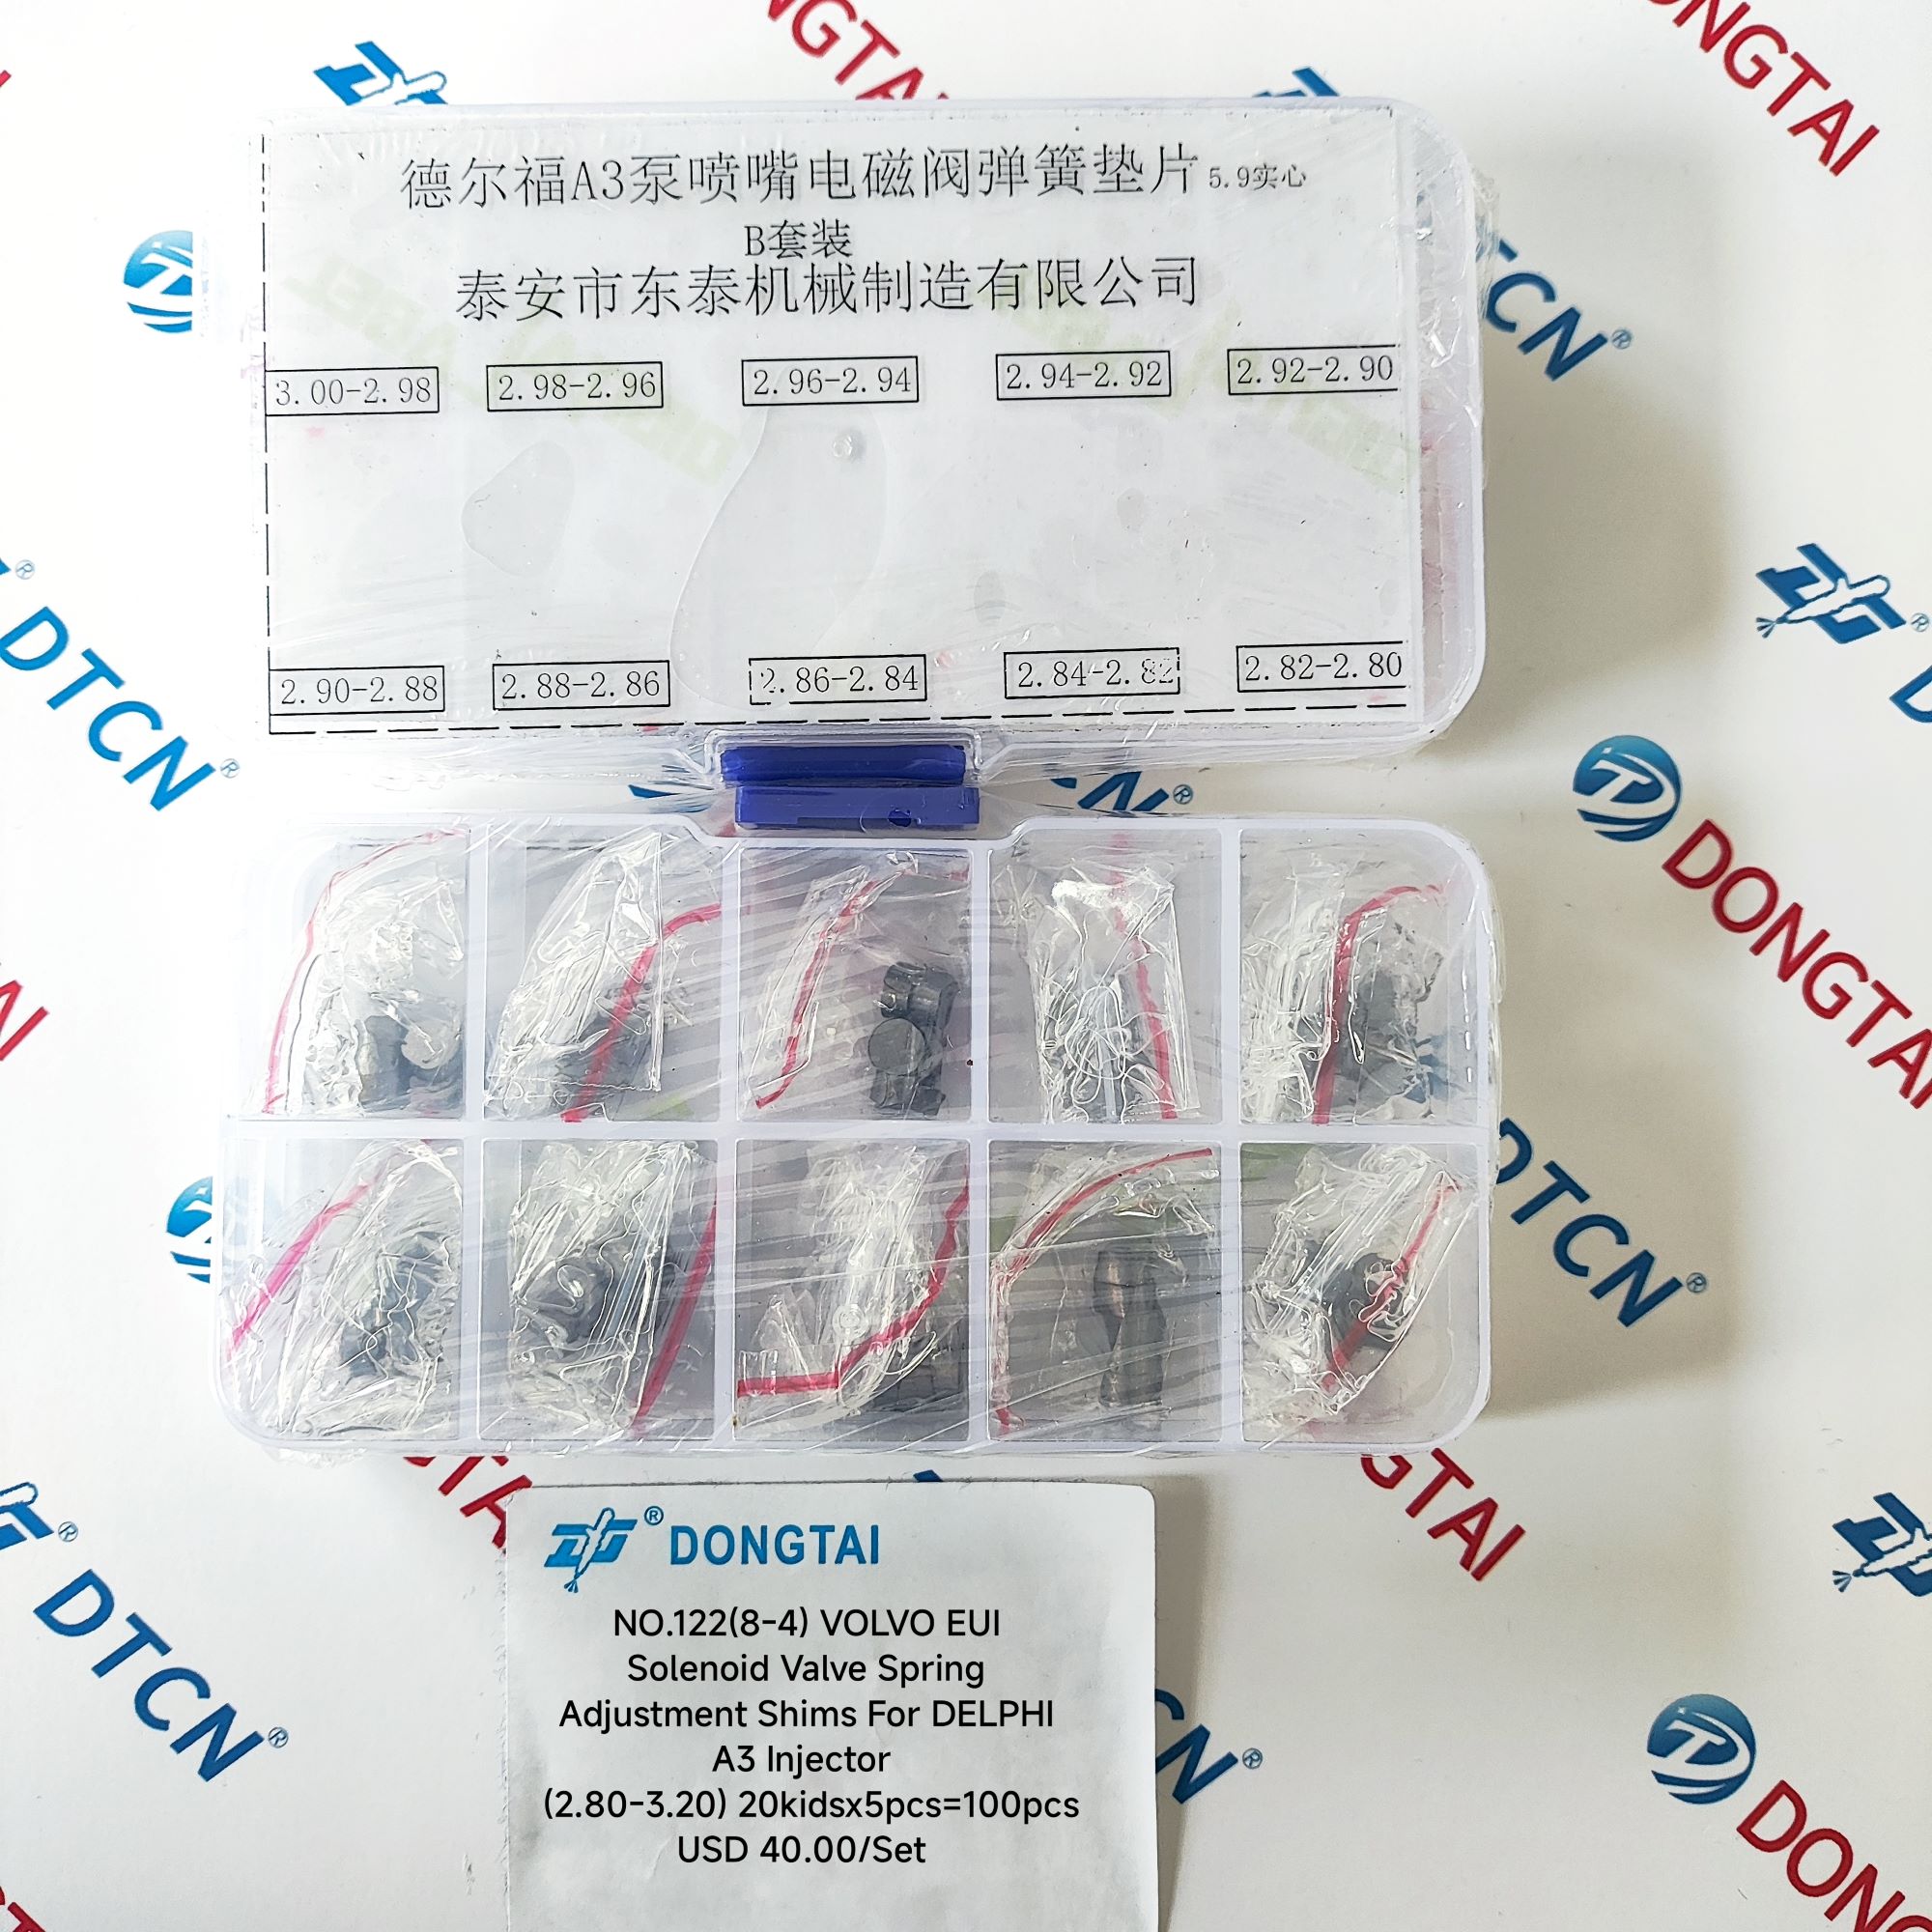 德尔福A3泵喷嘴电磁阀弹簧垫片 5.9实心
B套装
泰安市东泰机械制造有限公司
3.00-2.98 2.98-2.96 2.96-2.94 2.94-2.92 2.92-2.90
2.90-2.88 2.88-2.86 2.86-2.84 2.84-2.82 2.82-2.80
® DONGTAI
NO.122(8-4) VOLVO EUI
Solenoid Valve Spring
Adjustment Shims For DELPHI
A3 Injector
(2.80-3.20) 20kidsx5pcs=100pcs
USD 40.00/Set
DONGTAI
DONGTAI
DTCN®
DTCN®
DONGTAI
DTCN®
DONGTAI
DTCN®